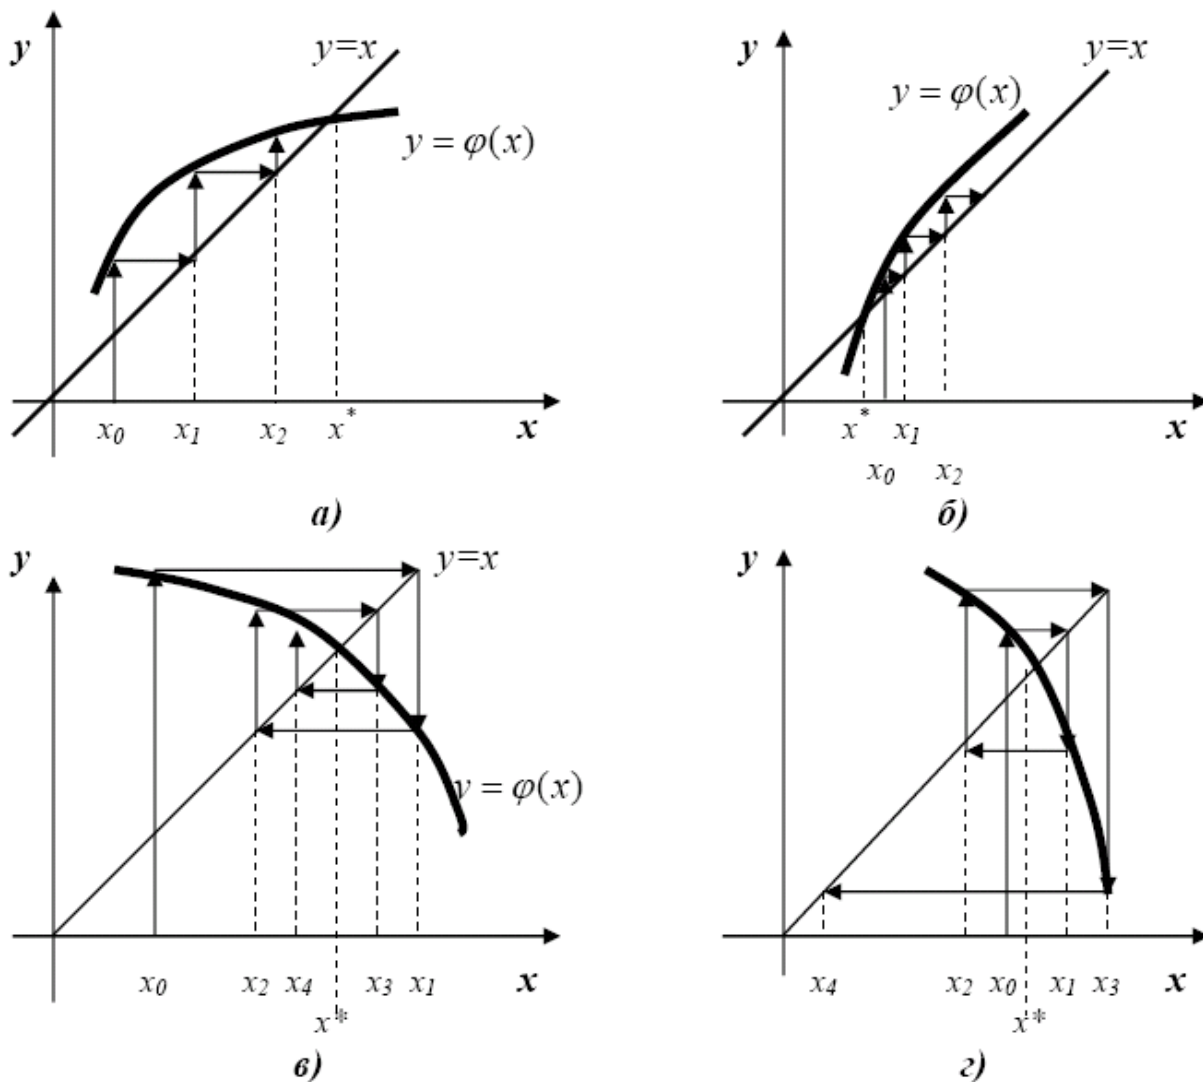 y
y=x
y = φ(x)
x₀ x₁ x₂ x* x
а)
y
y=x
y = φ(x)
x* x₁ x
x₀ x₂
б)
y
y=x
y = φ(x)
x₀ x₂ x₄ x₃ x₁ x
x*
в)
y
x₄ x₂ x₀ x₁ x₃ x
x*
г)